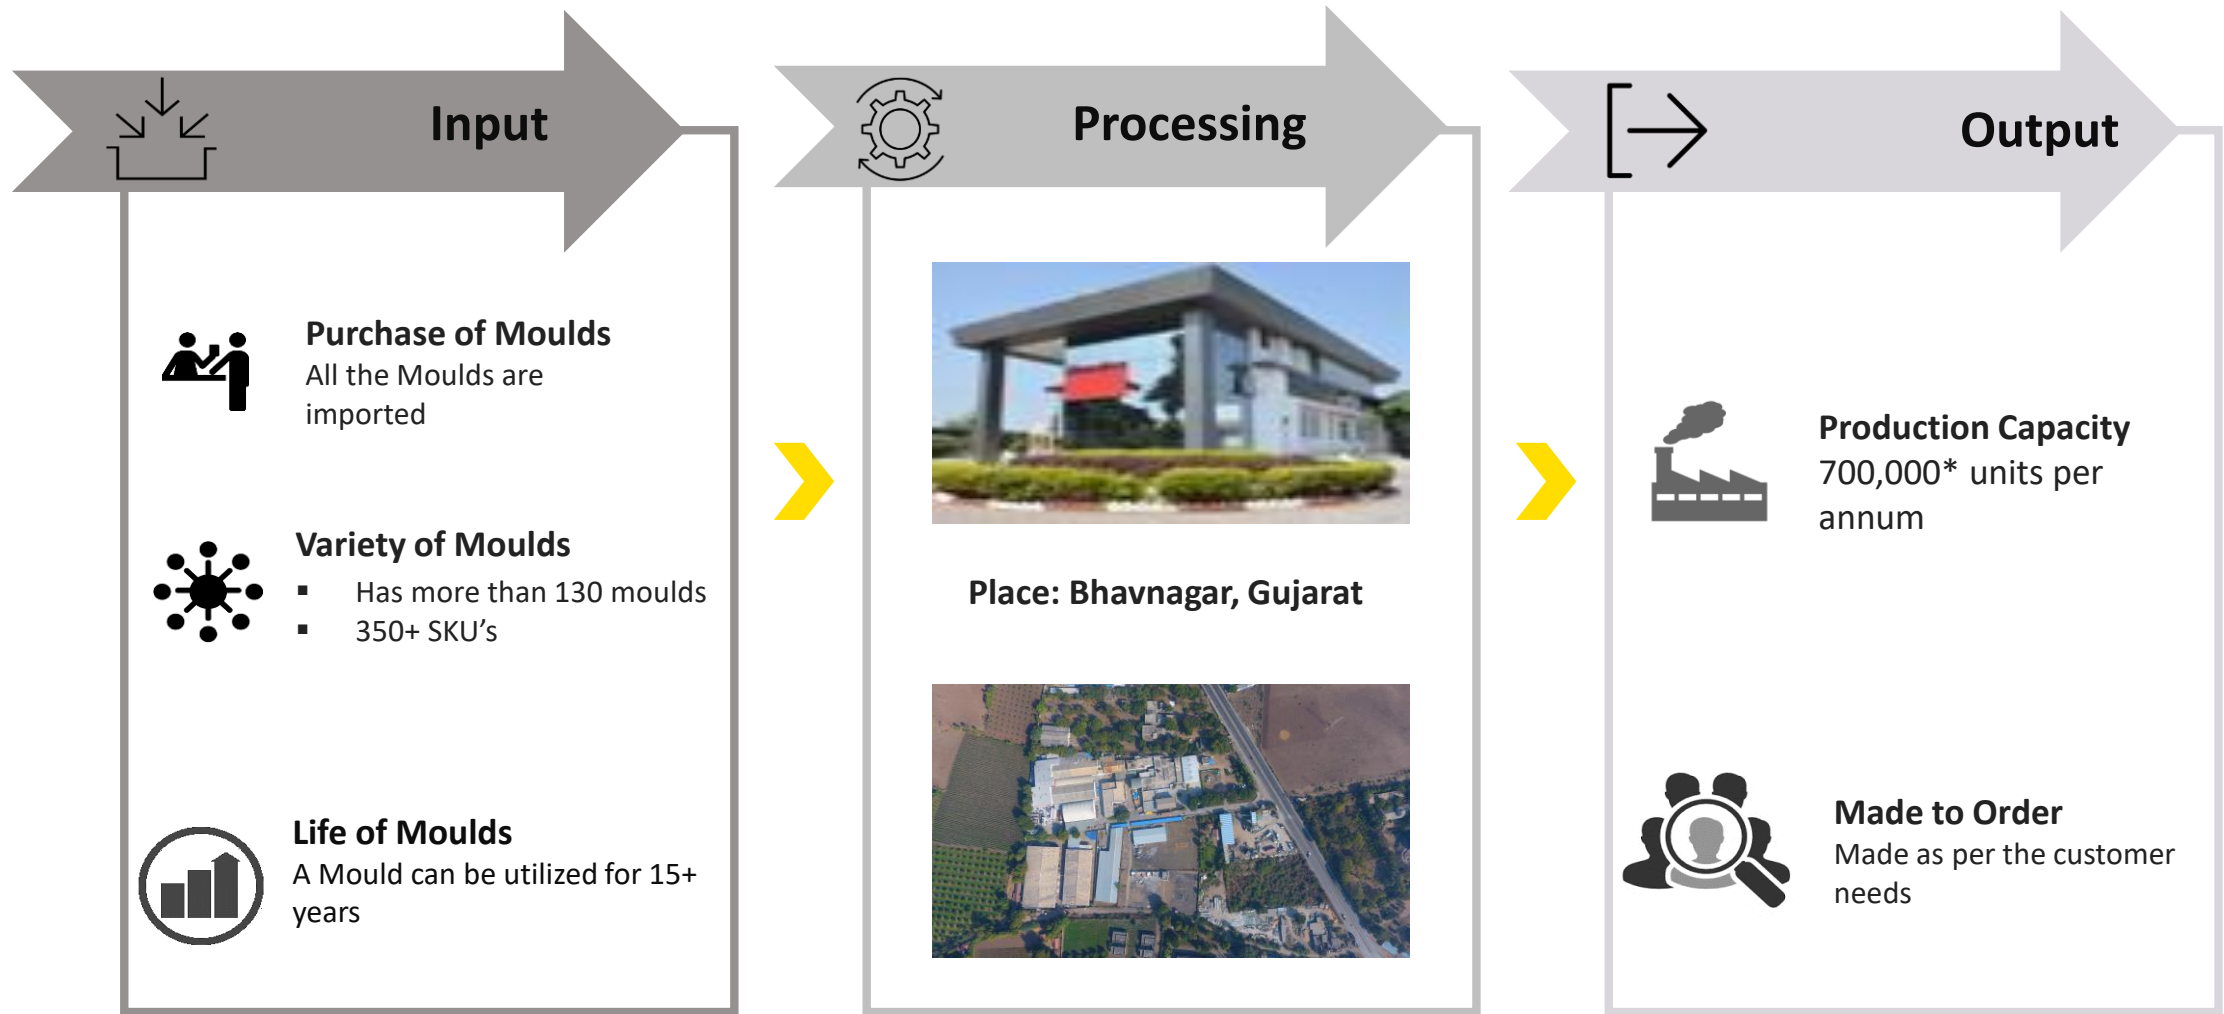 Input
Purchase of Moulds
All the Moulds are
imported
Variety of Moulds
▪ Has more than 130 moulds
▪ 350+ SKU’s
Life of Moulds
A Mould can be utilized for 15+
years
Processing
Place: Bhavnagar, Gujarat
Output
Production Capacity
700,000* units per
annum
Made to Order
Made as per the customer
needs